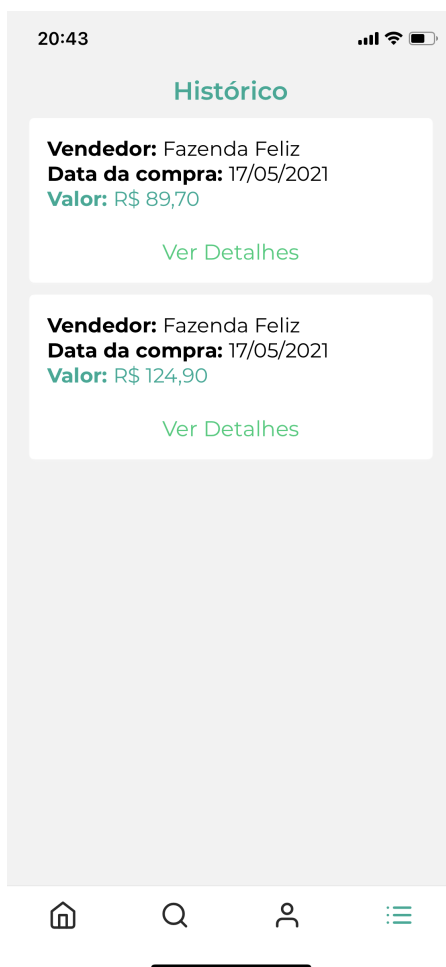 20:43
Histórico
Vendedor: Fazenda Feliz
Data da compra: 17/05/2021
Valor: R$ 89,70
Ver Detalhes
Vendedor: Fazenda Feliz
Data da compra: 17/05/2021
Valor: R$ 124,90
Ver Detalhes